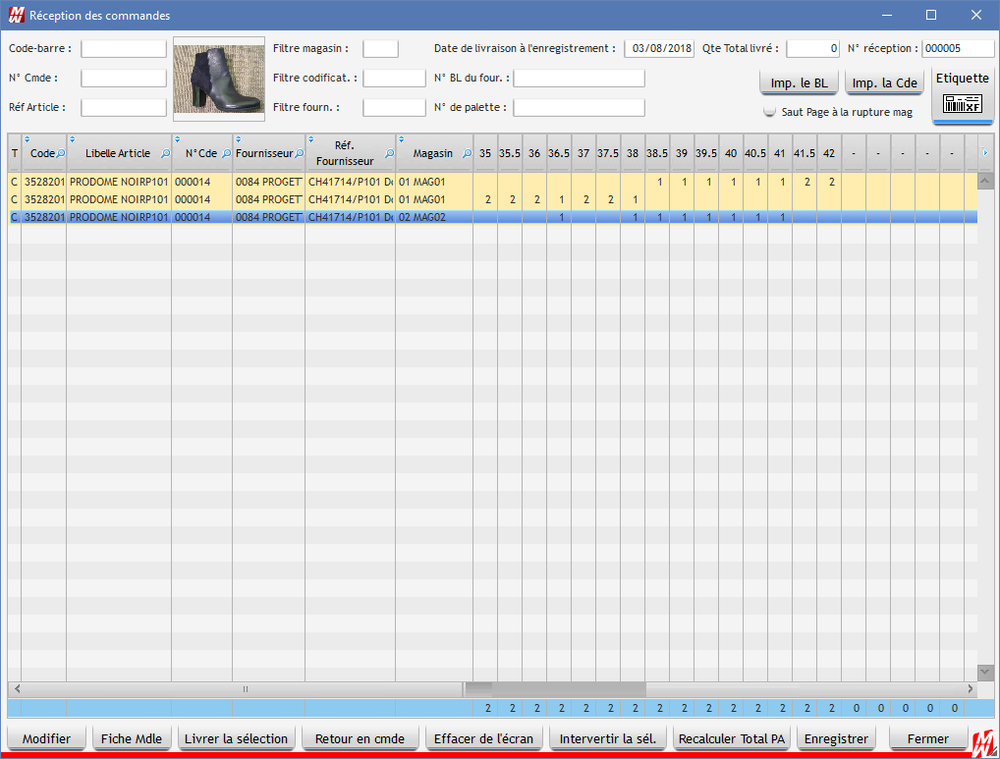 Réception des commandes
Code-barre : Filtre magasin : Date de livraison à l'enregistrement : 03/08/2018 Qte Total livré : 0 N° réception : 000005
N° Cmde : Filtre codificat. : N° BL du four. : Imp. le BL Imp. la Cde Etiquette
Réf Article : Filtre fourn. : N° de palette : Saut Page à la rupture mag
T Code Libelle Article N°Cde Fournisseur Réf. Fournisseur Magasin 35 35.5 36 36.5 37 37.5 38 38.5 39 39.5 40 40.5 41 41.5 42 - - - - -
C 3528201 PRODOME NOIRP101 000014 0084 PROGET CH41714/P101 De 01 MAG01 1 1 1 1 1 1 2 2
C 3528201 PRODOME NOIRP101 000014 0084 PROGET CH41714/P101 De 01 MAG01 2 2 2 1 2 2 1
C 3528201 PRODOME NOIRP101 000014 0084 PROGET CH41714/P101 De 02 MAG02 1 1 1 1 1 1 1 1
2 2 2 2 2 2 2 2 2 2 2 2 2 2 2 0 0 0 0 0
Modifier Fiche Mdle Livrer la sélection Retour en cmde Effacer de l'écran Intervertir la sél. Recalculer Total PA Enregistrer Fermer